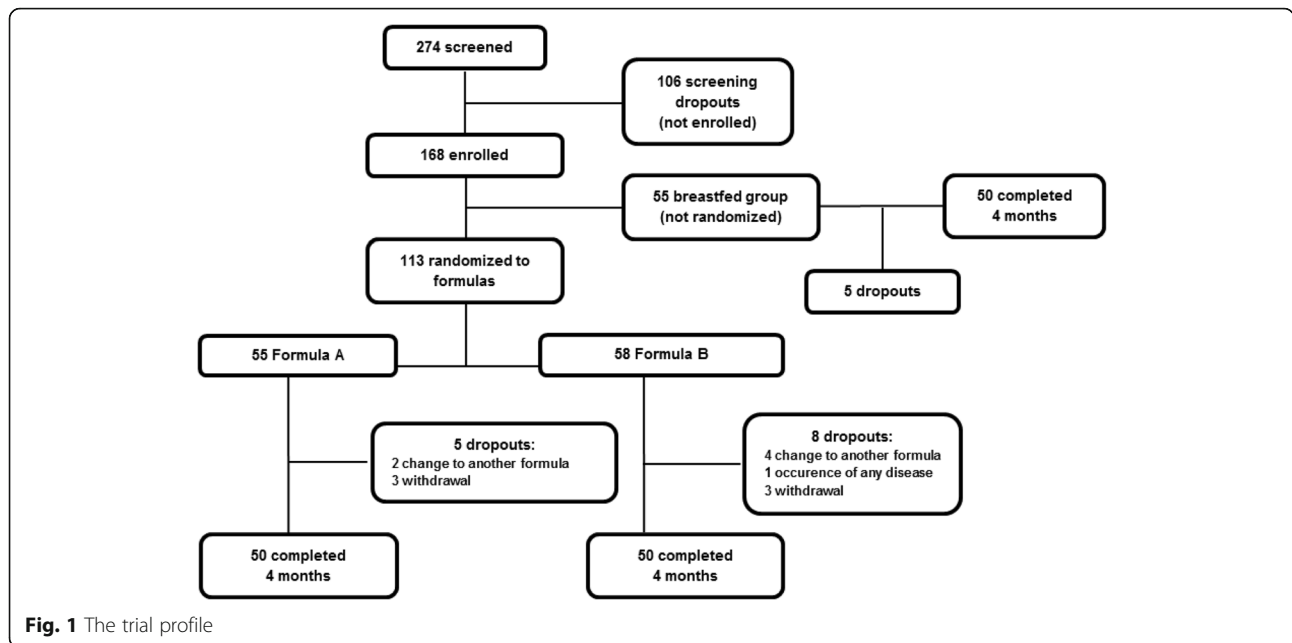 274 screened
106 screening
dropouts
(not enrolled)
168 enrolled
55 breastfed group
(not randomized)
50 completed
4 months
5 dropouts
113 randomized to
formulas
55 Formula A
58 Formula B
5 dropouts:
2 change to another formula
3 withdrawal
8 dropouts:
4 change to another formula
1 occurence of any disease
3 withdrawal
50 completed
4 months
50 completed
4 months
Fig. 1 The trial profile